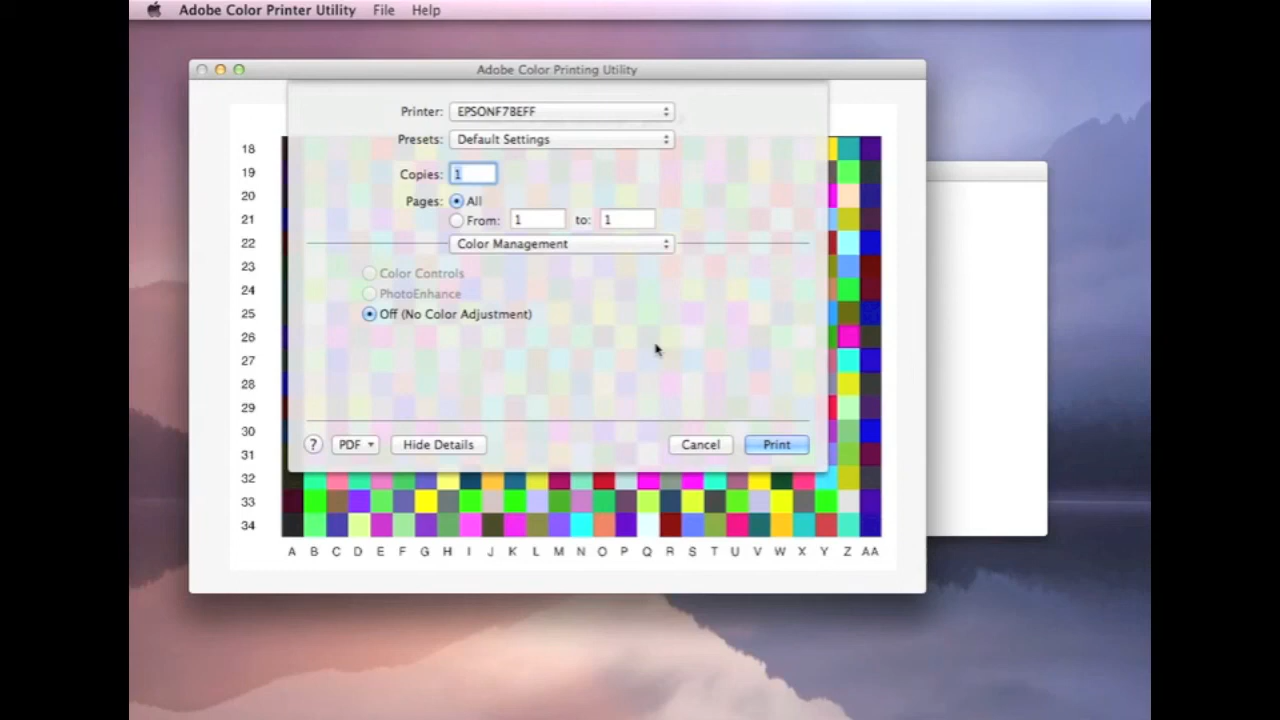 Adobe Color Printer Utility File Help
Adobe Color Printing Utility
Printer: EPSONF7BEFF
Presets: Default Settings
Copies: 1
Pages: All
From: 1 to: 1
Color Management
Color Controls
PhotoEnhance
Off (No Color Adjustment)
? PDF Hide Details Cancel Print
18
19
20
21
22
23
24
25
26
27
28
29
30
31
32
33
34
A B C D E F G H I J K L M N O P Q R S T U V W X Y Z AA